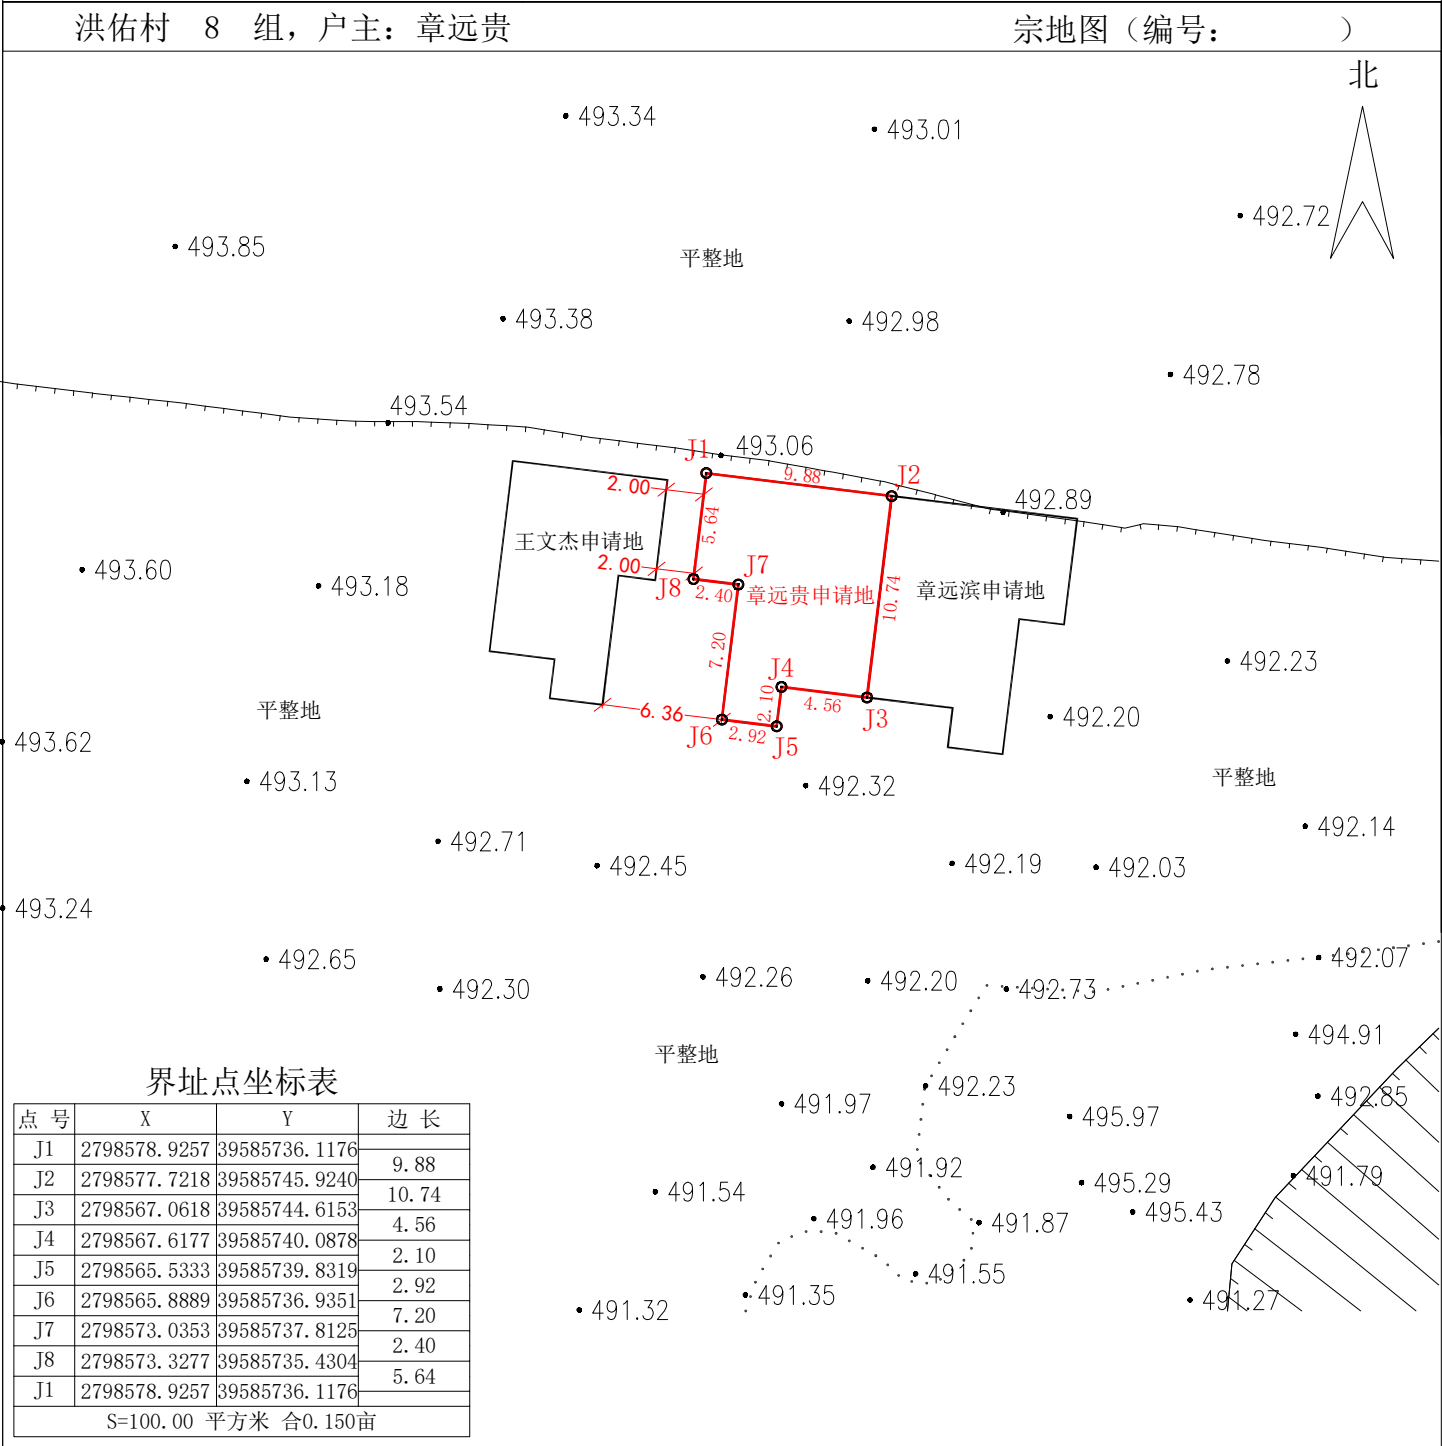 洪佑村 8 组，户主：章远贵 宗地图（编号： ）
北
493.34
493.01
492.72
493.85
平整地
493.38
492.98
492.78
493.54
493.06
J1
9.88
J2
2.00
492.89
5.64
王文杰申请地
2.00
J7
493.60
493.18
J8
2.40
章远贵申请地
10.74
章远滨申请地
7.20
492.23
J4
2.10
4.56
J3
平整地
6.36
492.20
J6
2.92
J5
493.62
493.13
492.32
平整地
492.14
492.71
492.45
492.19
492.03
493.24
492.65
492.07
492.30
492.26
492.20
492.73
494.91
平整地
492.23
492.85
491.97
495.97
491.92
491.79
491.54
495.29
491.96
491.87
495.43
491.55
491.35
491.27
491.32
界址点坐标表
点 号 X Y 边 长
J1 2798578.9257 39585736.1176
9.88
J2 2798577.7218 39585745.9240
10.74
J3 2798567.0618 39585744.6153
4.56
J4 2798567.6177 39585740.0878
2.10
J5 2798565.5333 39585739.8319
2.92
J6 2798565.8889 39585736.9351
7.20
J7 2798573.0353 39585737.8125
2.40
J8 2798573.3277 39585735.4304
5.64
J1 2798578.9257 39585736.1176
S=100.00 平方米 合0.150亩